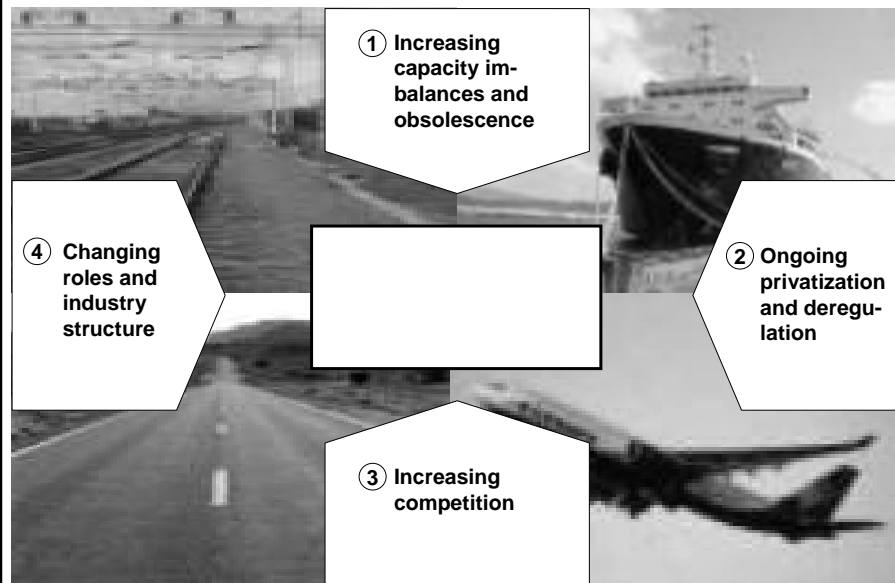 1 Increasing
capacity im-
balances and
obsolescence
2 Ongoing
privatization
and deregu-
lation
3 Increasing
competition
4 Changing
roles and
industry
structure